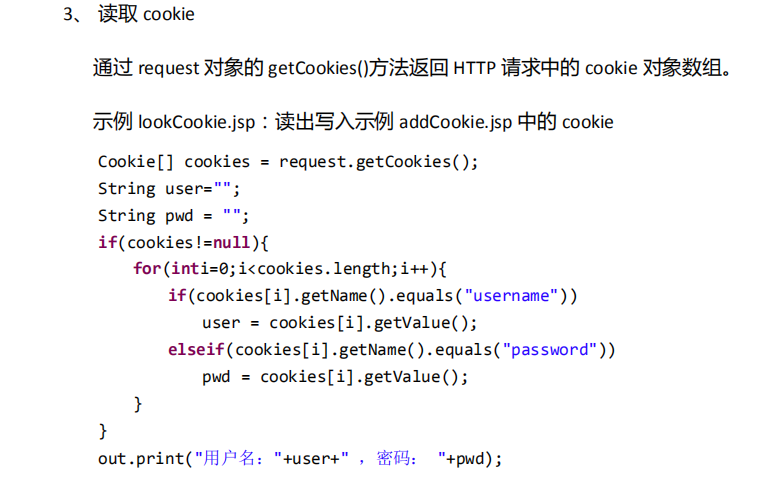 3、 读取 cookie
通过 request 对象的 getCookies()方法返回 HTTP 请求中的 cookie 对象数组。
示例 lookCookie.jsp：读出写入示例 addCookie.jsp 中的 cookie
Cookie[] cookies = request.getCookies();
String user="";
String pwd = "";
if(cookies!=null){
for(inti=0;i<cookies.length;i++){
if(cookies[i].getName().equals("username"))
user = cookies[i].getValue();
elseif(cookies[i].getName().equals("password"))
pwd = cookies[i].getValue();
}
}
out.print("用户名："+user+" ，密码： "+pwd);